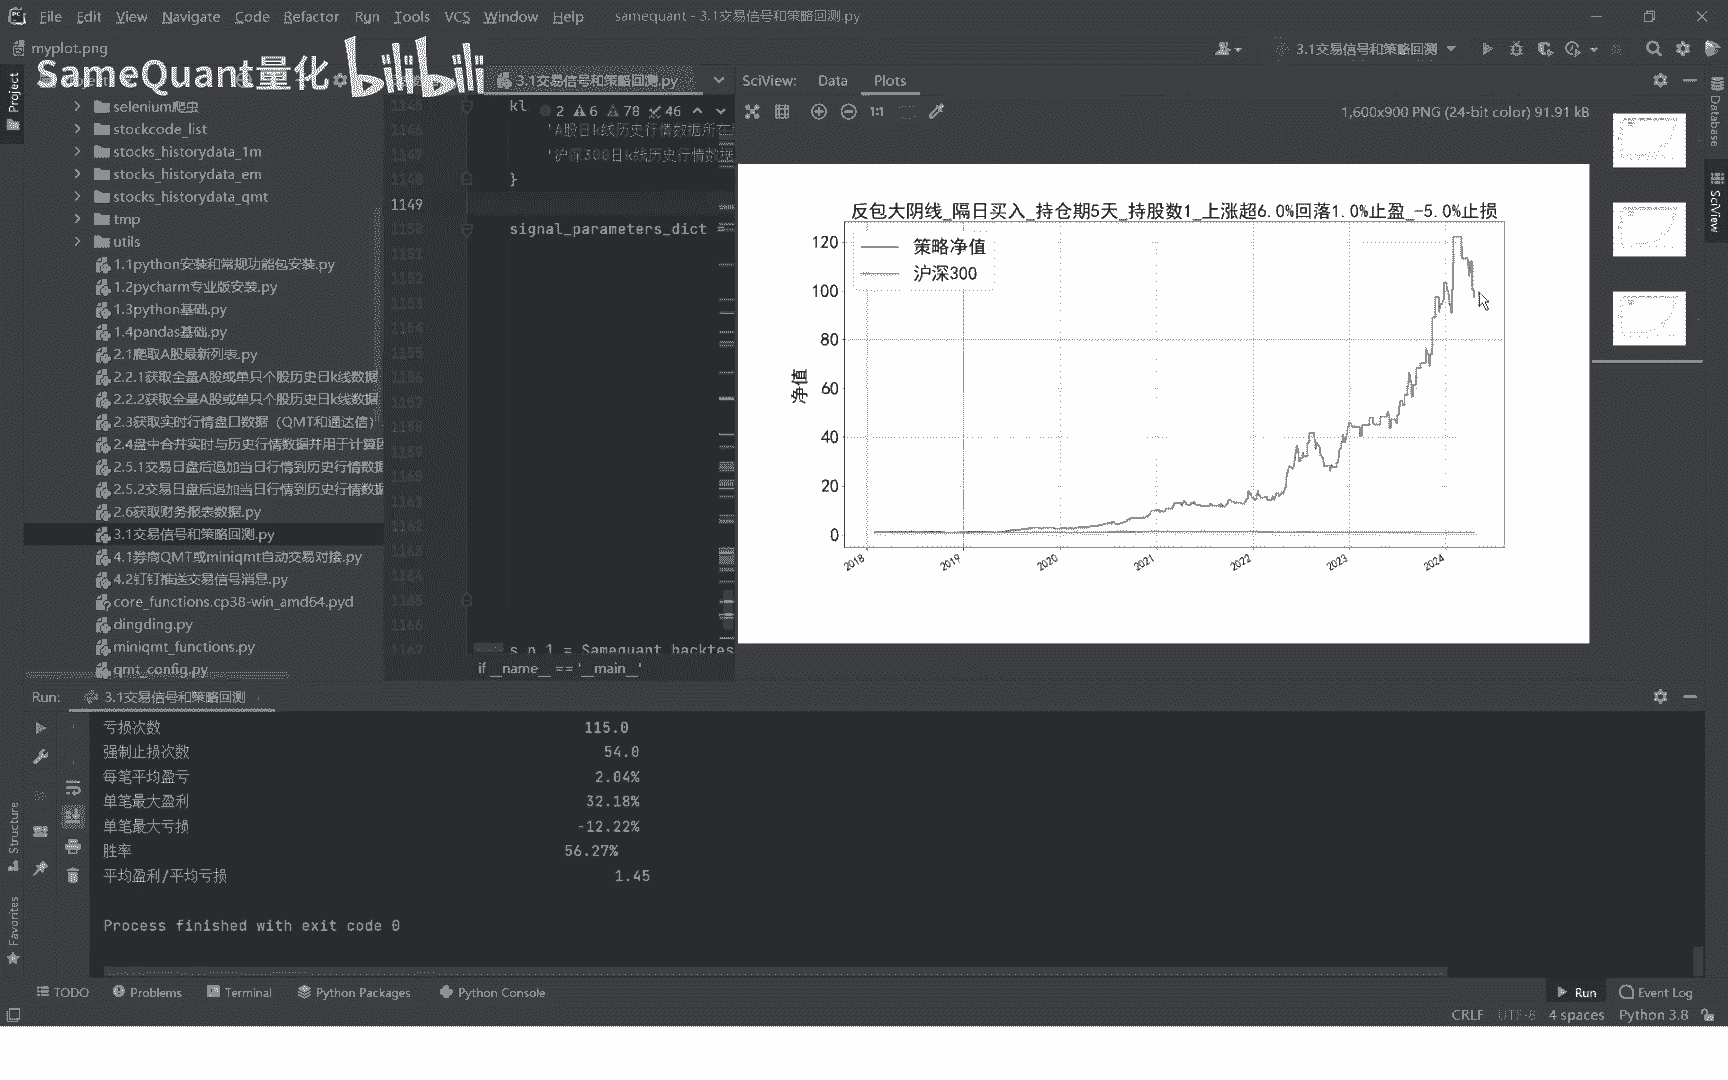 File Edit View Navigate Code Refactor Run Tools VCS Window Help samequant - 3.1交易信号和策略回测.py
myplot.png
3.1交易信号和策略回测
SameQuant量化 bilibili
3.1交易信号和策略回测.py
SciView: Data Plots
Project
selenium爬虫
stockcode_list
stocks_historydata_1m
stocks_historydata_em
stocks_historydata_qmt
tmp
utils
1.1python安装和常规功能包安装.py
1.2pycharm专业版安装.py
1.3python基础.py
1.4pandas基础.py
2.1爬取A股最新列表.py
2.2.1获取全量A股或单只个股历史日k线数据
2.2.2获取全量A股或单只个股历史日k线数据
2.3获取实时行情盘口数据（QMT和通达信）
2.4盘中合并实时与历史行情数据并用于计算
2.5.1交易日盘后追加当日行情到历史行情数据
2.5.2交易日盘后追加当日行情到历史行情数据
2.6获取财务报表数据.py
3.1交易信号和策略回测.py
4.1券商QMT或miniqmt自动交易对接.py
4.2钉钉推送交易信号消息.py
core_functions.cp38-win_amd64.pyd
dingding.py
miniqmt_functions.py
qmt_config.py
kl
2 6 78 46
1146 'A股日k线历史行情数据所在
1147 '沪深300日k线历史行情数据
1148 }
1149
signal_parameters_dict =
1151
1152
1153
1154
1155
1156
1157
1158
1159
1160
1161
1162
1163
1164
1165
1166
1167 s_p_1 = Samequant_backtes
if __name__ == '__main__'
1:1
1,600x900 PNG (24-bit color) 91.91 kB
反包大阴线_隔日买入_持仓期5天_持股数1_上涨超6.0%回落1.0%止盈_-5.0%止损
策略净值
沪深300
净值
120
100
80
60
40
20
0
2018 2019 2020 2021 2022 2023 2024
Database
SciView
Run: 3.1交易信号和策略回测
亏损次数 115.0
强制止损次数 54.0
每笔平均盈亏 2.04%
单笔最大盈利 32.18%
单笔最大亏损 -12.22%
胜率 56.27%
平均盈利/平均亏损 1.45
Process finished with exit code 0
Structure
Favorites
TODO Problems Terminal Python Packages Python Console Run Event Log
CRLF UTF-8 4 spaces Python 3.8